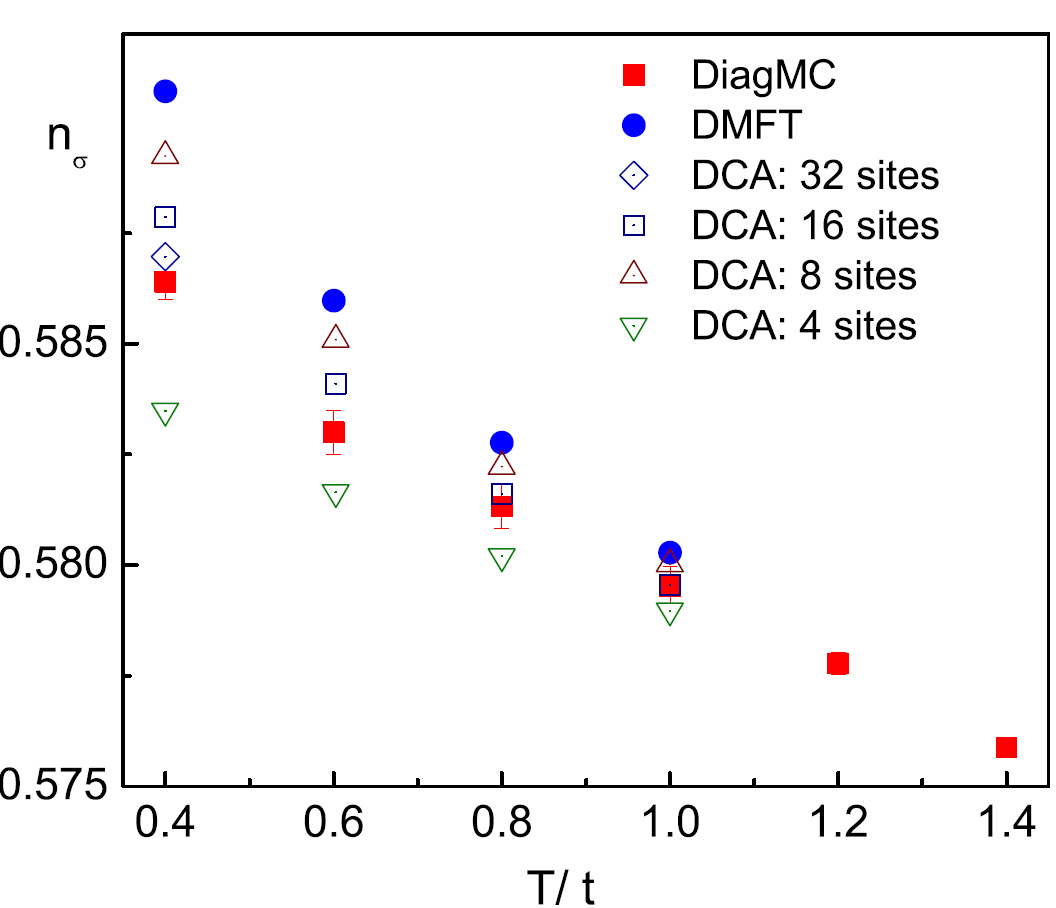 n_σ
DiagMC
DMFT
DCA: 32 sites
DCA: 16 sites
DCA: 8 sites
DCA: 4 sites
0.585
0.580
0.575
0.4 0.6 0.8 1.0 1.2 1.4
T/ t